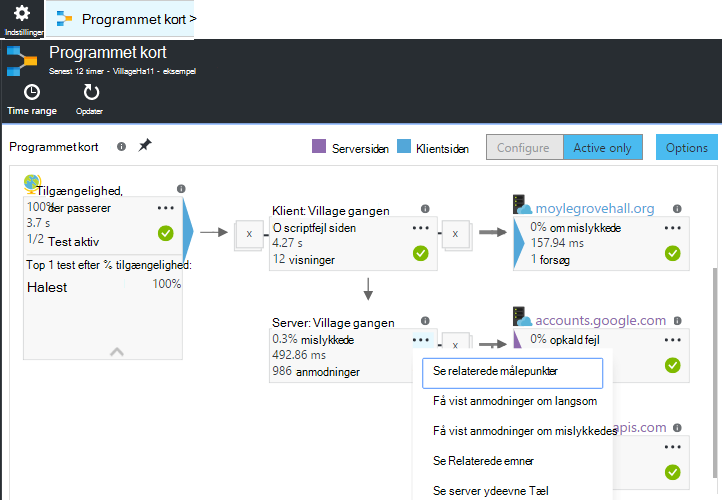 Indstillinger
Programmet kort >
Programmet kort
Senest 12 timer - VillageHa11 - eksempel
Time range
Opdater
Programmet kort
Serversiden
Klientsiden
Configure
Active only
Options
Tilgængelighed,
100% der passerer
3.7 s
1/2 Test aktiv
Top 1 test efter % tilgængelighed:
Halest 100%
x
Klient: Village gangen
O scriptfejl siden
4.27 s
12 visninger
x
moylegrovehall.org
0% om mislykkede
157.94 ms
1 forsøg
Server: Village gangen
0.3% mislykkede
492.86 ms
986 anmodninger
x
accounts.google.com
0% opkald fejl
Se relaterede målepunkter
Få vist anmodninger om langsom
Få vist anmodninger om mislykkedes
apis.com
Se Relaterede emner
Se server ydeevne Tæl